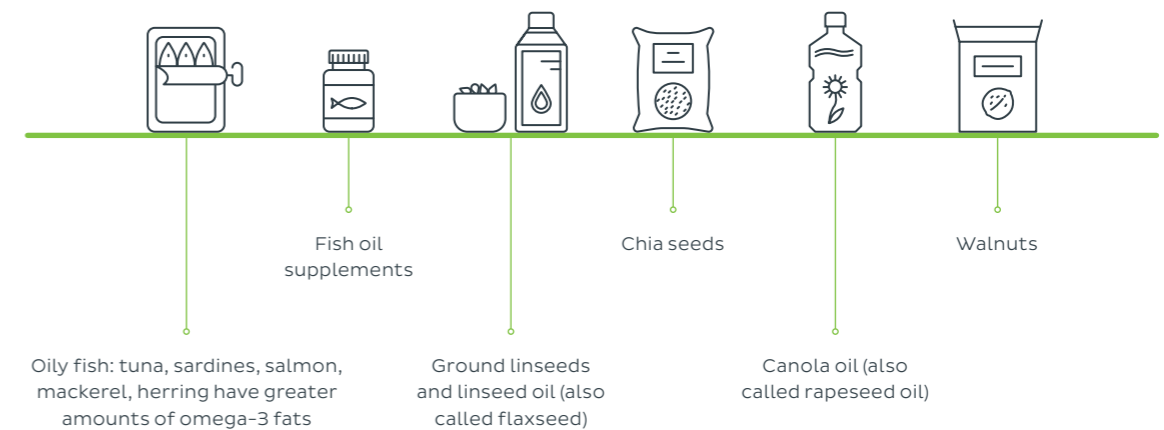 Fish oil
supplements
Chia seeds
Walnuts
Oily fish: tuna, sardines, salmon,
mackerel, herring have greater
amounts of omega-3 fats
Ground linseeds
and linseed oil (also
called flaxseed)
Canola oil (also
called rapeseed oil)